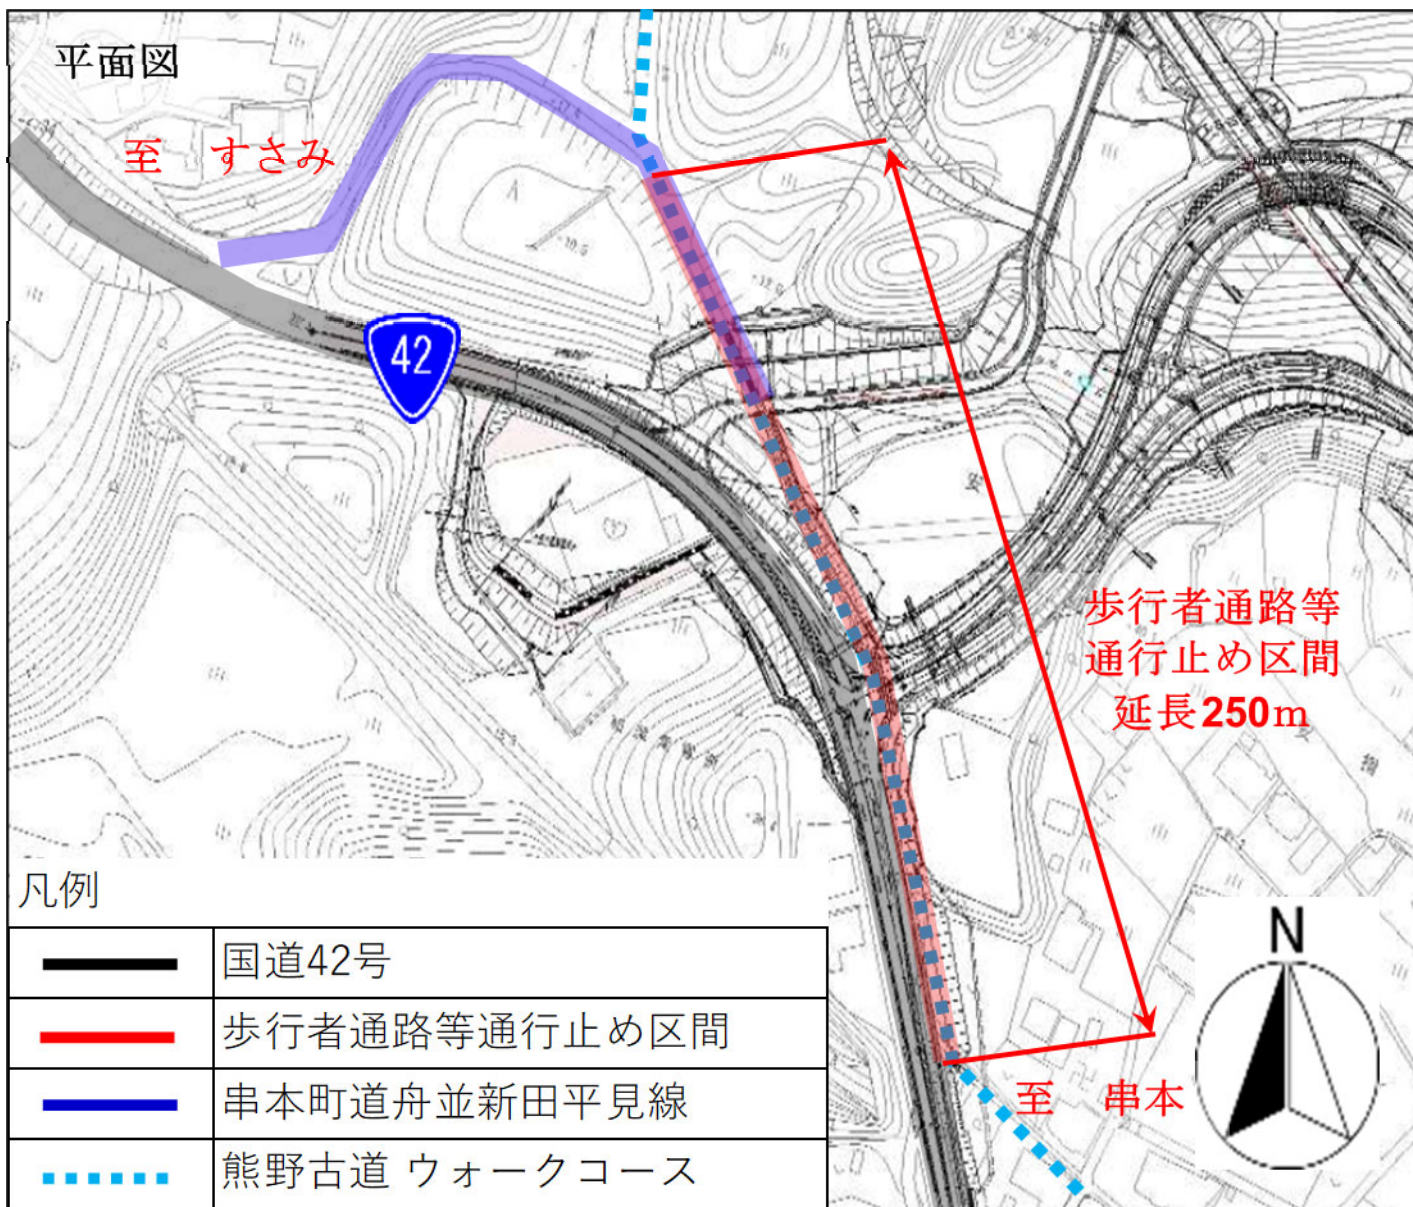 平面図
至 すさみ
42
歩行者通路等
通行止め区間
延長250m
凡例
国道42号
歩行者通路等通行止め区間
串本町道舟並新田平見線
熊野古道 ウォークコース
至 串本
N